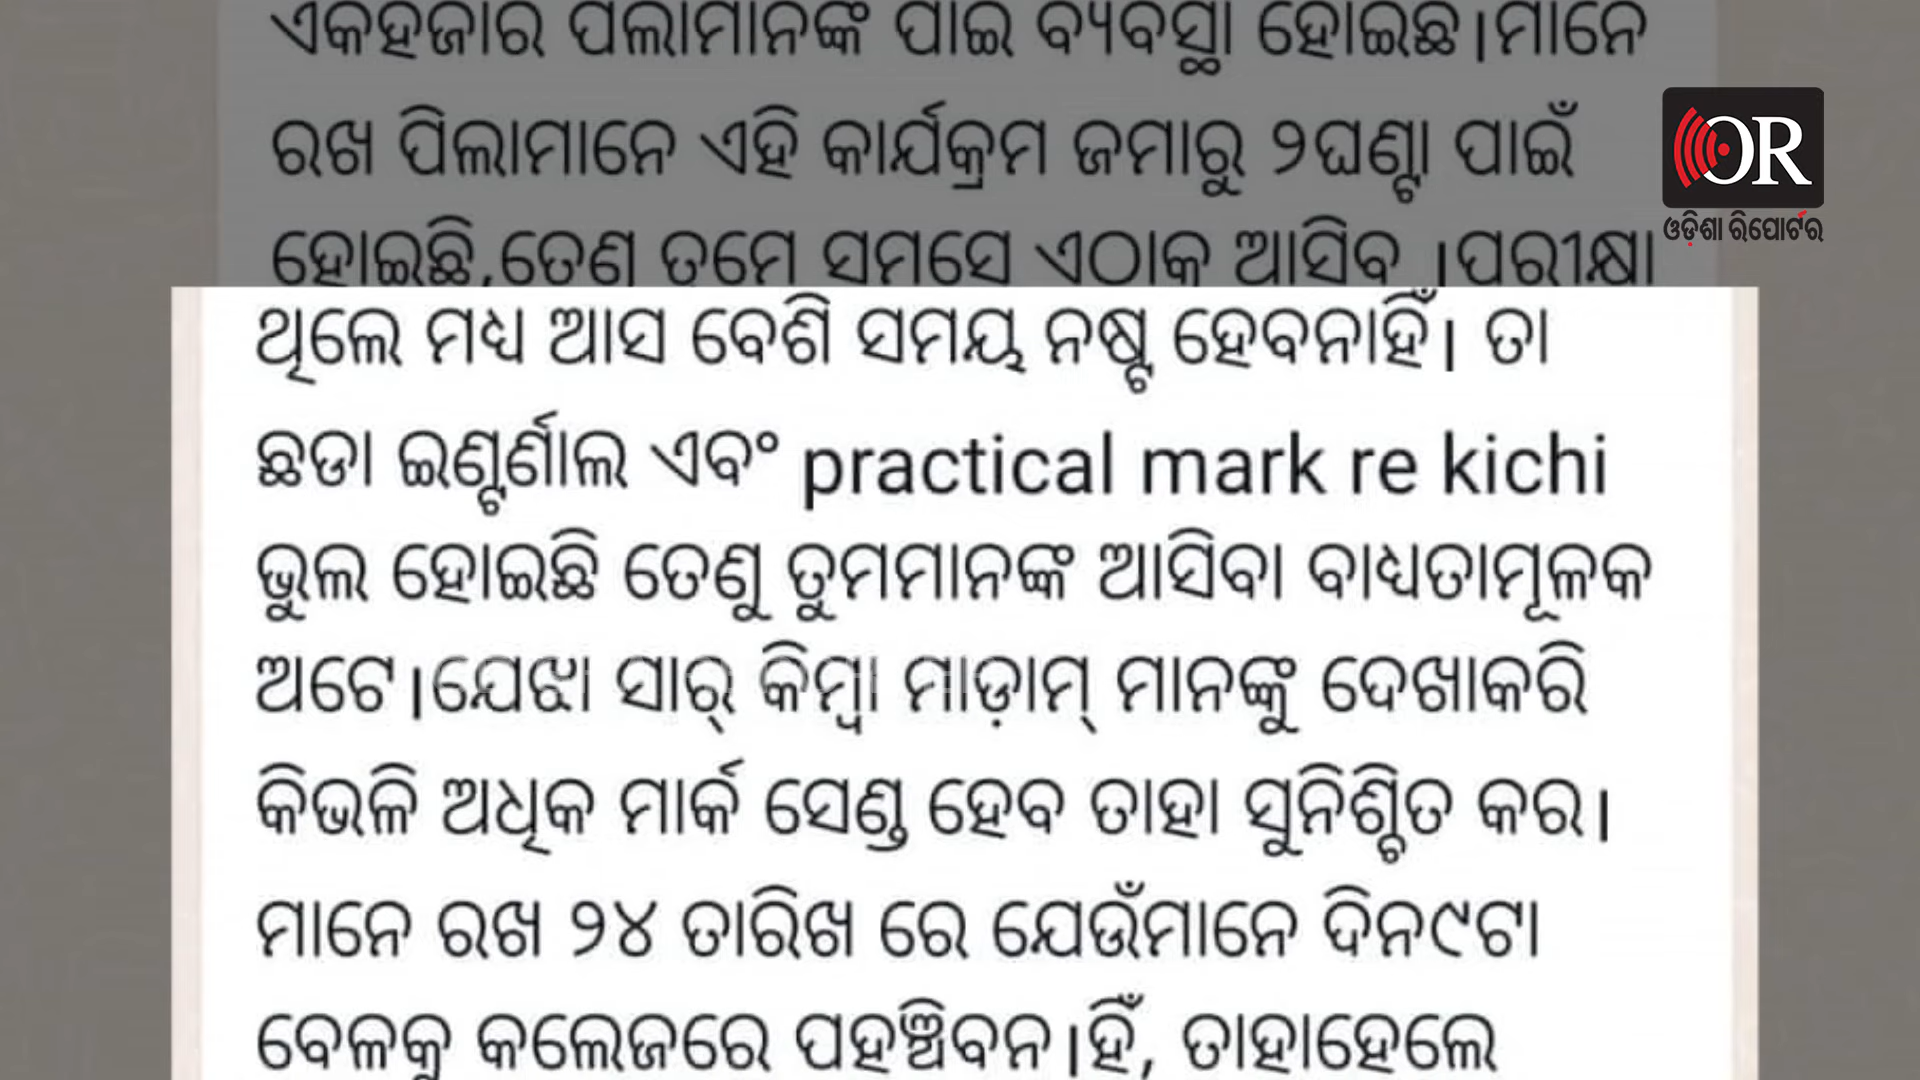 ଏକହଜାର ପିଲାମାନଙ୍କ ପାଇଁ ବ୍ୟବସ୍ଥା ହୋଇଛି।ମାନେ
ରଖ ପିଲାମାନେ ଏହି କାର୍ଯକ୍ରମ ଜମାରୁ ୨ଘଣ୍ଟା ପାଇଁ
ହୋଇଛି,ତେଣୁ ତୁମେ ସମସେ ଏଠାକୁ ଆସିବ ।ପରୀକ୍ଷା
ଥିଲେ ମଧ୍ୟ ଆସ ବେଶି ସମୟ ନଷ୍ଟ ହେବନାହିଁ। ତା
ଛଡା ଇଣ୍ଟର୍ଣାଲ ଏବଂ practical mark re kichi
ଭୁଲ ହୋଇଛି ତେଣୁ ତୁମମାନଙ୍କ ଆସିବା ବାଧ୍ୟତାମୂଳକ
ଅଟେ।ଯେଝା ସାର୍ କିମ୍ବା ମାଡ଼ାମ୍ ମାନଙ୍କୁ ଦେଖାକରି
କିଭଳି ଅଧିକ ମାର୍କ ସେଣ୍ଡ ହେବ ତାହା ସୁନିଶ୍ଚିତ କର।
ମାନେ ରଖ ୨୪ ତାରିଖ ରେ ଯେଉଁମାନେ ଦିନ୯ଟା
ବେଳକୁ କଲେଜରେ ପହଞ୍ଚିବନ।ହିଁ, ତାହାହେଲେ
OR
ଓଡ଼ିଶା ରିପୋର୍ଟର